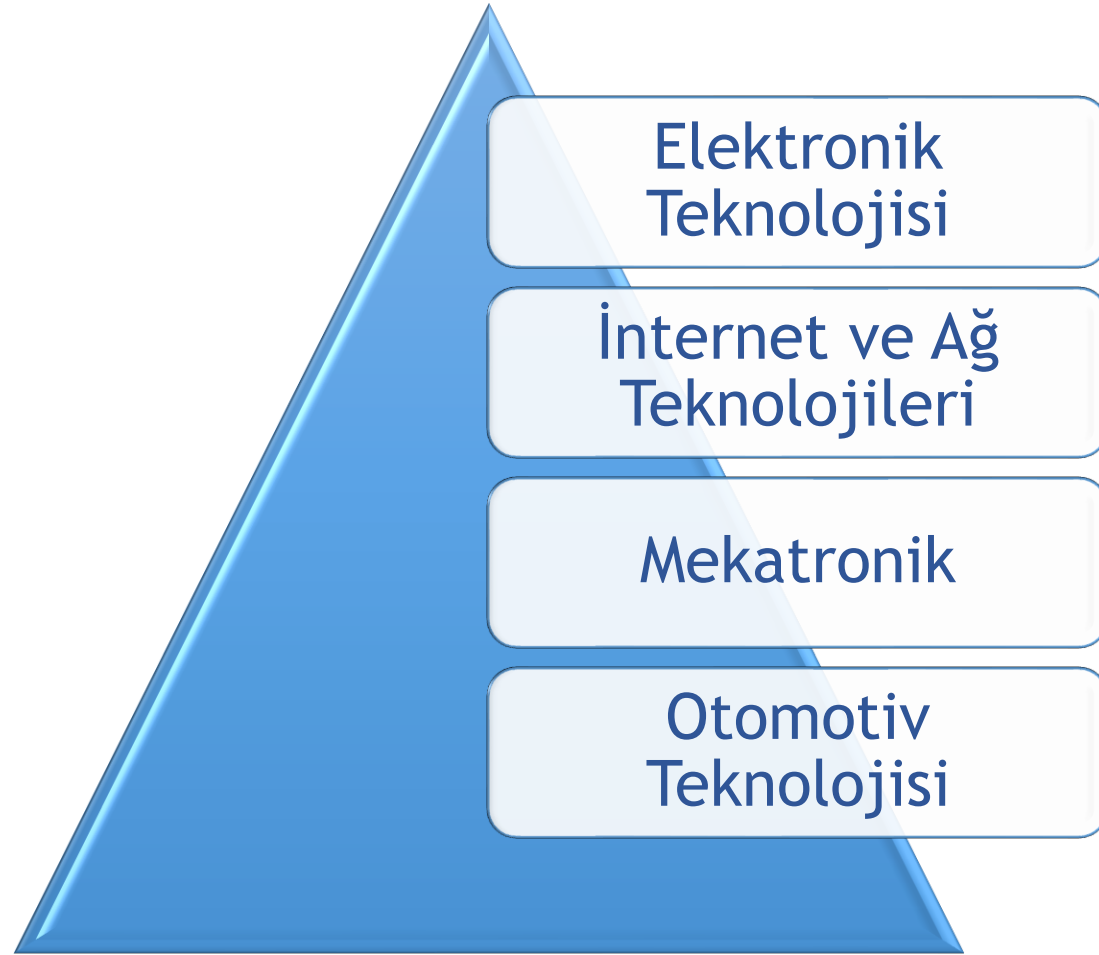 Elektronik
Teknolojisi
İnternet ve Ağ
Teknolojileri
Mekatronik
Otomotiv
Teknolojisi